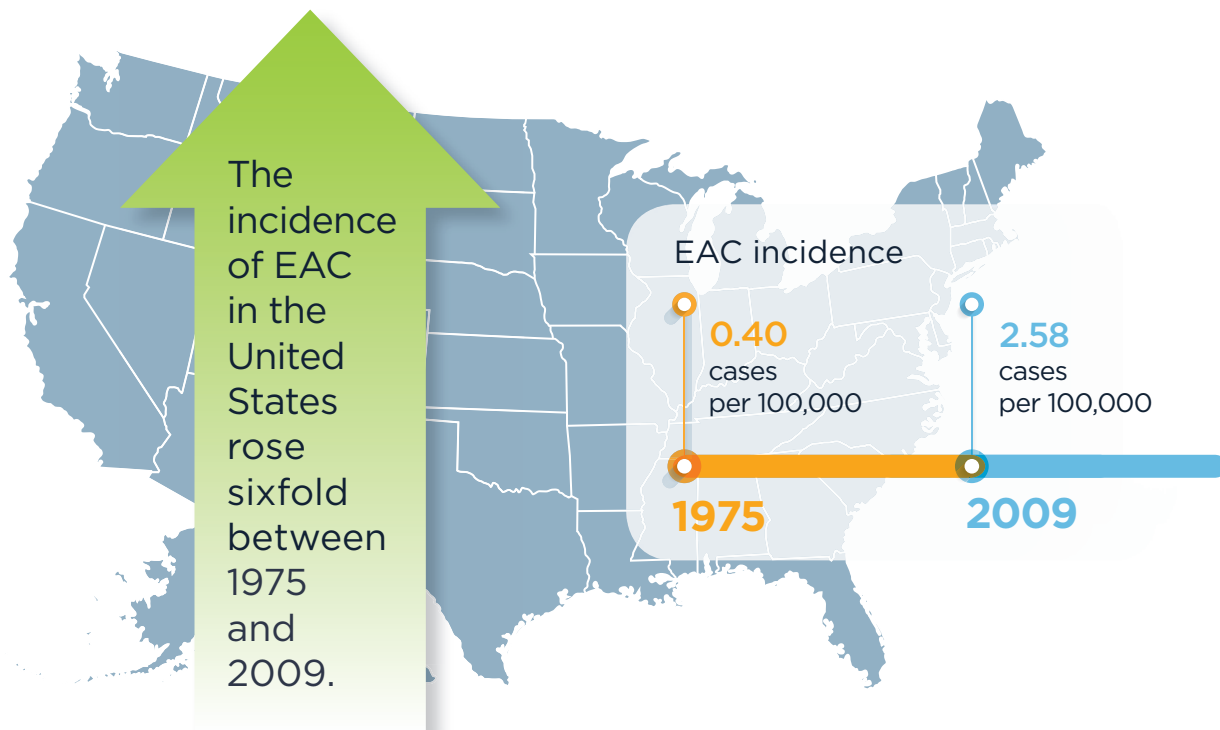 The
incidence
of EAC
in the
United
States
rose
sixfold
between
1975
and
2009.
EAC incidence
0.40
cases
per 100,000
2.58
cases
per 100,000
1975
2009